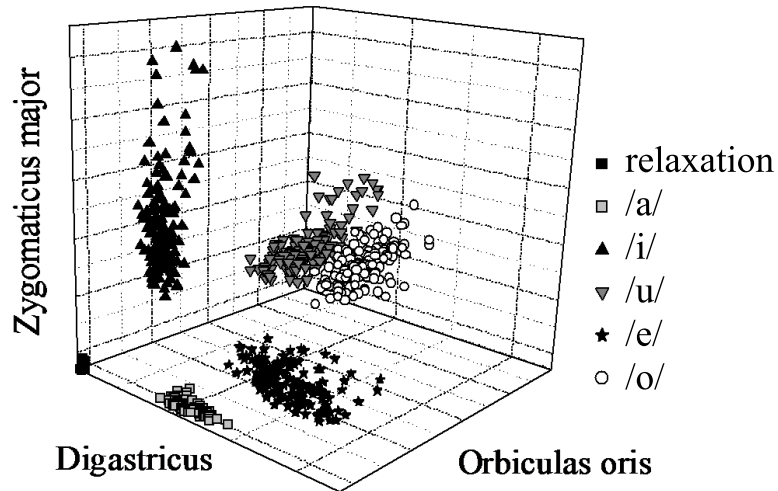 Zygomaticus major
Digastricus
Orbiculas oris
relaxation
/a/
/i/
/u/
/e/
/o/